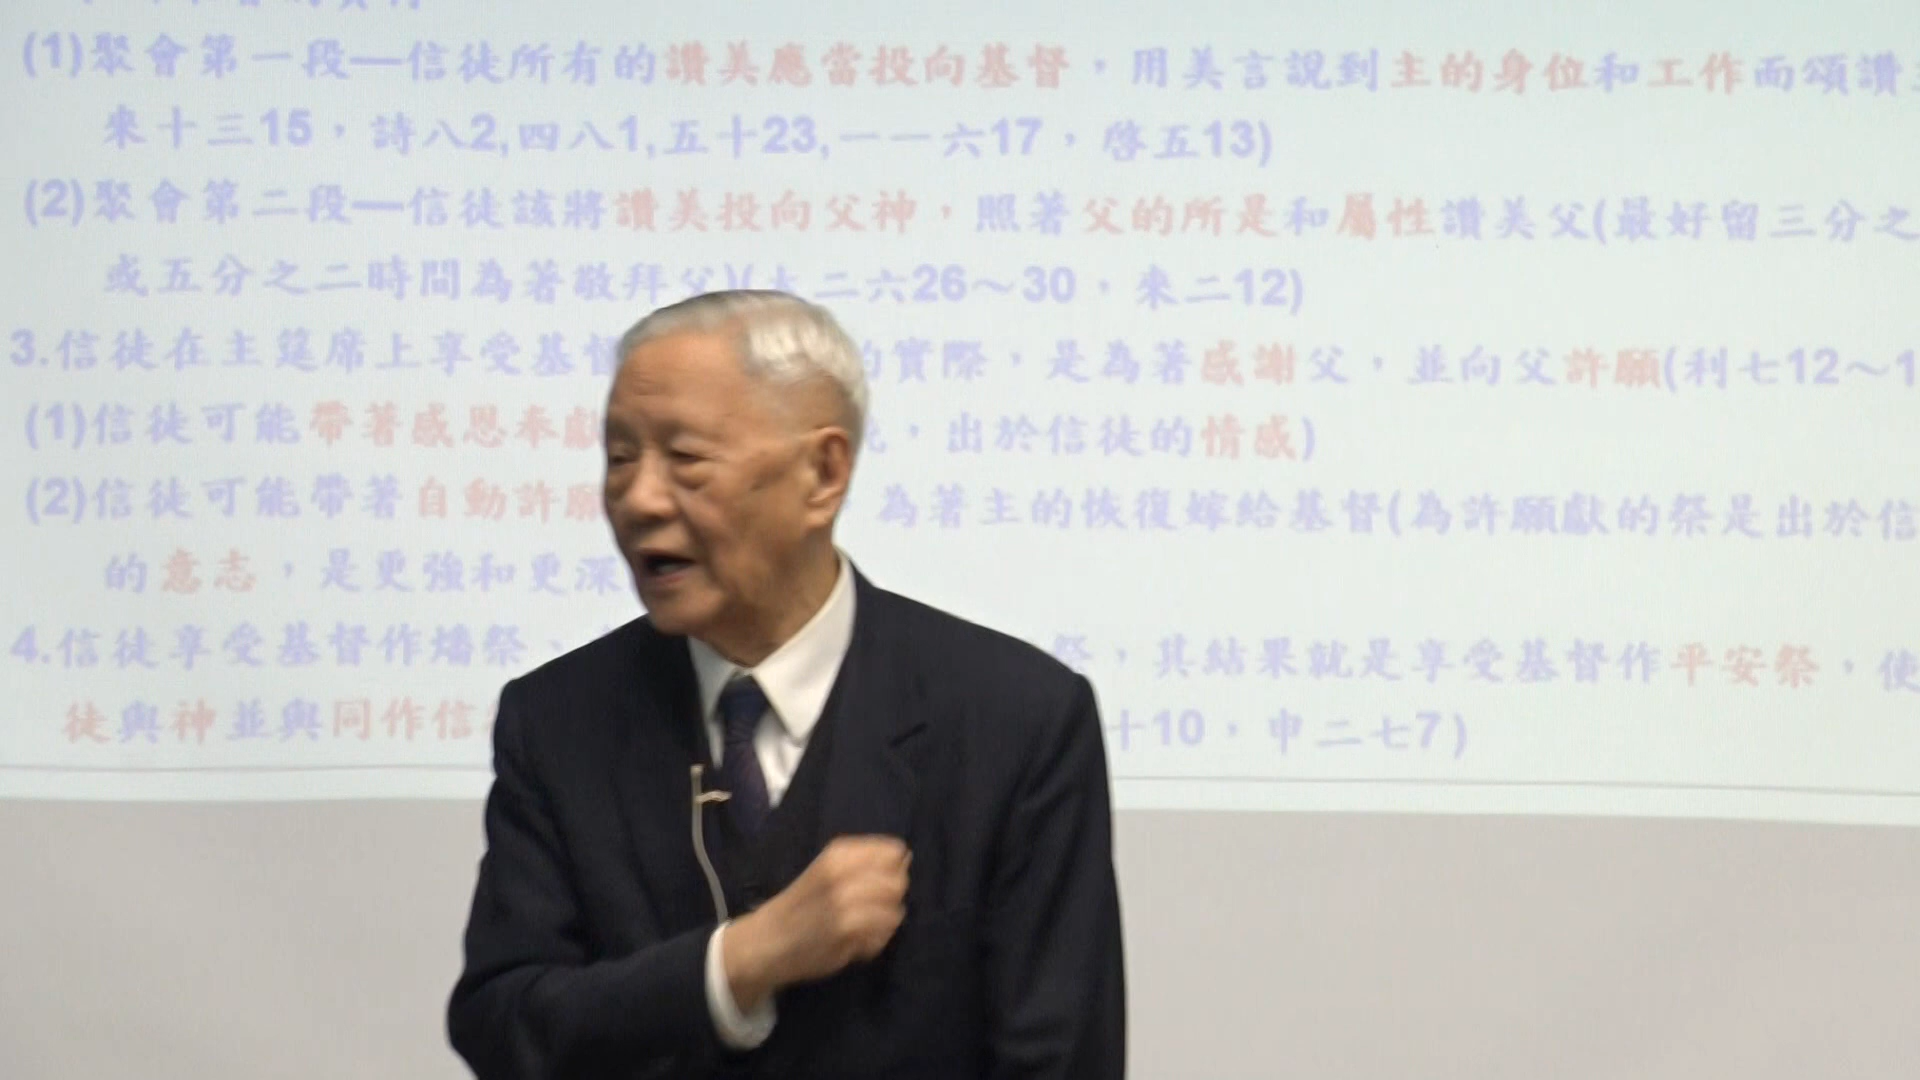 (1)聚會第一段—信徒所有的讚美應當投向基督，用美言說到主的身位和工作而頌讚
來十三15，詩八2,四八1,五十23,一一六17，啓五13)
(2)聚會第二段—信徒該將讚美投向父神，照著父的所是和屬性讚美父(最好留三分之
或五分之二時間為著敬拜父)(太二六26～30，來二12)
3.信徒在主筵席上享受基督 的實際，是為著感謝父，並向父許願(利七12～1
(1)信徒可能帶著感恩奉獻 ，出於信徒的情感)
(2)信徒可能帶著自動許願 為著主的恢復嫁給基督(為許願獻的祭是出於信
的意志，是更強和更深
4.信徒享受基督作燔祭、 祭，其結果就是享受基督作平安祭，使
徒與神並與同作信 十10，申二七7)